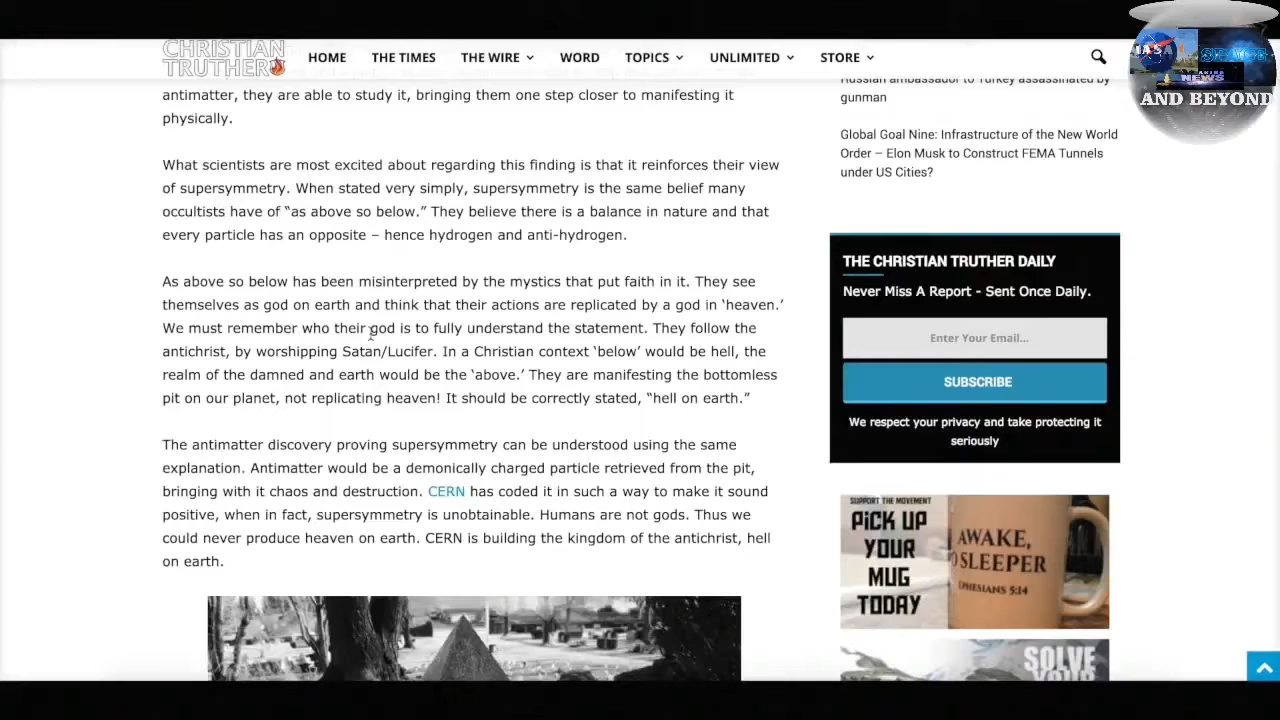 CHRISTIAN
TRUTHER
HOME
THE TIMES
THE WIRE
WORD
TOPICS
UNLIMITED
STORE
antimatter, they are able to study it, bringing them one step closer to manifesting it
physically.
What scientists are most excited about regarding this finding is that it reinforces their view
of supersymmetry. When stated very simply, supersymmetry is the same belief many
occultists have of “as above so below.” They believe there is a balance in nature and that
every particle has an opposite – hence hydrogen and anti-hydrogen.
As above so below has been misinterpreted by the mystics that put faith in it. They see
themselves as god on earth and think that their actions are replicated by a god in ‘heaven.’
We must remember who their god is to fully understand the statement. They follow the
antichrist, by worshipping Satan/Lucifer. In a Christian context ‘below’ would be hell, the
realm of the damned and earth would be the ‘above.’ They are manifesting the bottomless
pit on our planet, not replicating heaven! It should be correctly stated, “hell on earth.”
The antimatter discovery proving supersymmetry can be understood using the same
explanation. Antimatter would be a demonically charged particle retrieved from the pit,
bringing with it chaos and destruction. CERN has coded it in such a way to make it sound
positive, when in fact, supersymmetry is unobtainable. Humans are not gods. Thus we
could never produce heaven on earth. CERN is building the kingdom of the antichrist, hell
on earth.
Russian ambassador to Turkey assassinated by
gunman
Global Goal Nine: Infrastructure of the New World
Order – Elon Musk to Construct FEMA Tunnels
under US Cities?
THE CHRISTIAN TRUTHER DAILY
Never Miss A Report - Sent Once Daily.
Enter Your Email...
SUBSCRIBE
We respect your privacy and take protecting it
seriously
SUPPORT THE MOVEMENT
PICK UP
YOUR
MUG
TODAY
AWAKE,
O SLEEPER
EPHESIANS 5:14
SOLVE
YOUR
NASA
NEWS
AND BEYOND